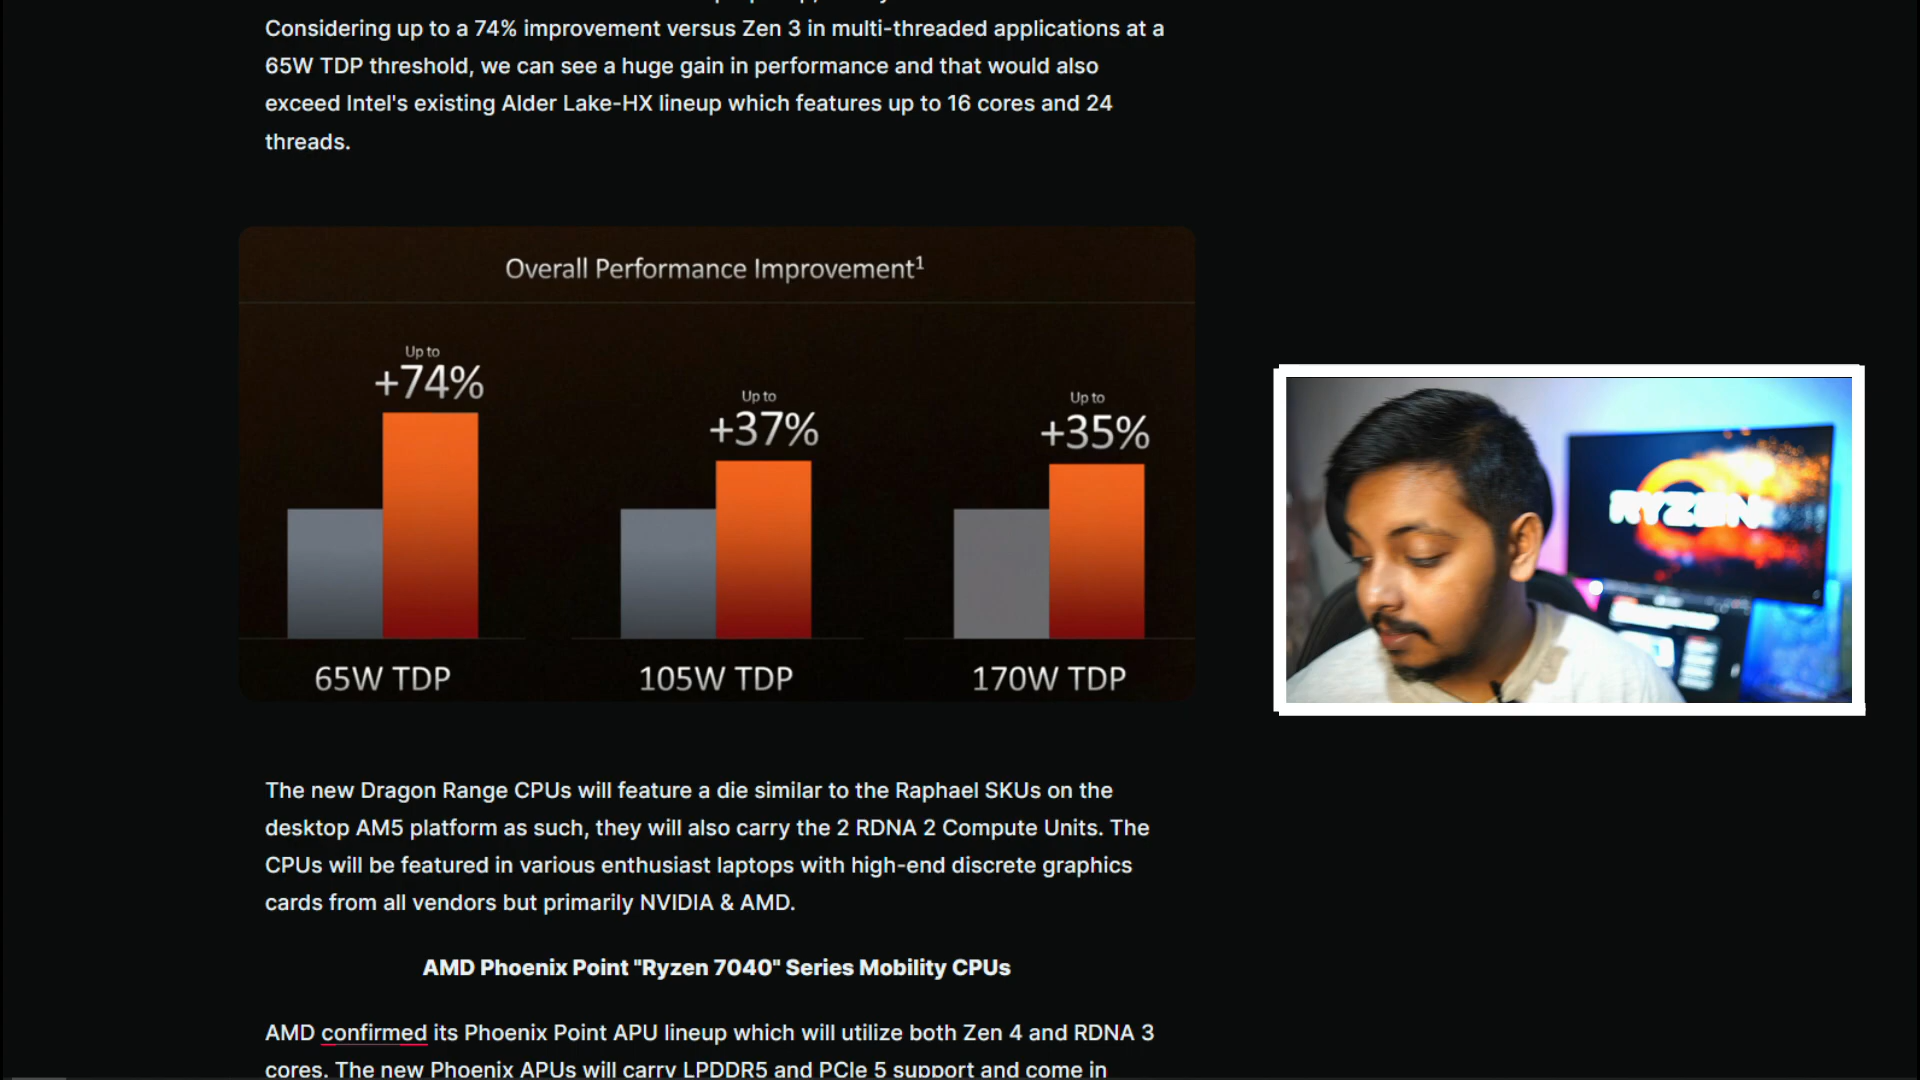 Considering up to a 74% improvement versus Zen 3 in multi-threaded applications at a
65W TDP threshold, we can see a huge gain in performance and that would also
exceed Intel's existing Alder Lake-HX lineup which features up to 16 cores and 24
threads.
Overall Performance Improvement¹
Up to
+74%
Up to
+37%
Up to
+35%
65W TDP
105W TDP
170W TDP
RYZEN
The new Dragon Range CPUs will feature a die similar to the Raphael SKUs on the
desktop AM5 platform as such, they will also carry the 2 RDNA 2 Compute Units. The
CPUs will be featured in various enthusiast laptops with high-end discrete graphics
cards from all vendors but primarily NVIDIA & AMD.
AMD Phoenix Point "Ryzen 7040" Series Mobility CPUs
AMD confirmed its Phoenix Point APU lineup which will utilize both Zen 4 and RDNA 3
cores. The new Phoenix APUs will carry LPDDR5 and PCIe 5 support and come in